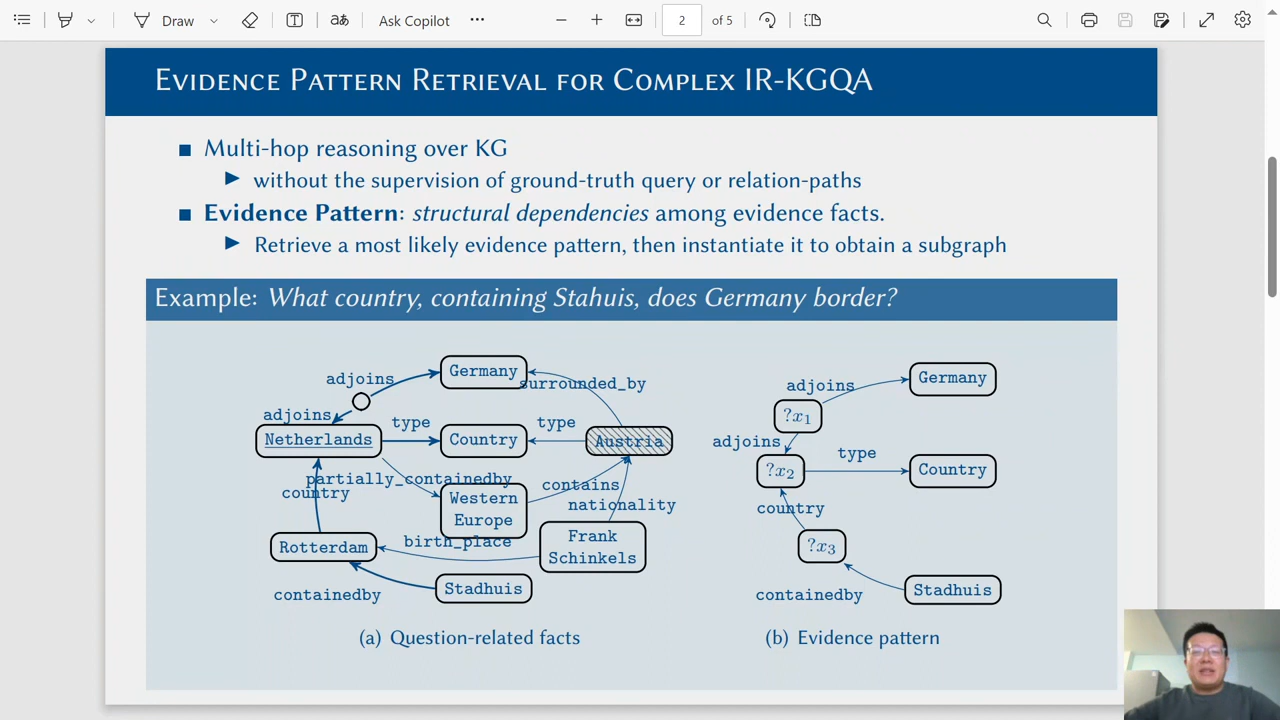 Draw
Ask Copilot
2
of 5
Evidence Pattern Retrieval for Complex IR-KGQA
Multi-hop reasoning over KG
without the supervision of ground-truth query or relation-paths
Evidence Pattern: structural dependencies among evidence facts.
Retrieve a most likely evidence pattern, then instantiate it to obtain a subgraph
Example: What country, containing Stahuis, does Germany border?
adjoins
Germany
surrounded_by
adjoins
type
type
Netherlands
Country
Austria
partially_containedby
country
contains
Western
Europe
nationality
birth_place
Rotterdam
Frank
Schinkels
containedby
Stadhuis
(a) Question-related facts
adjoins
Germany
?x1
adjoins
type
?x2
Country
country
?x3
containedby
Stadhuis
(b) Evidence pattern